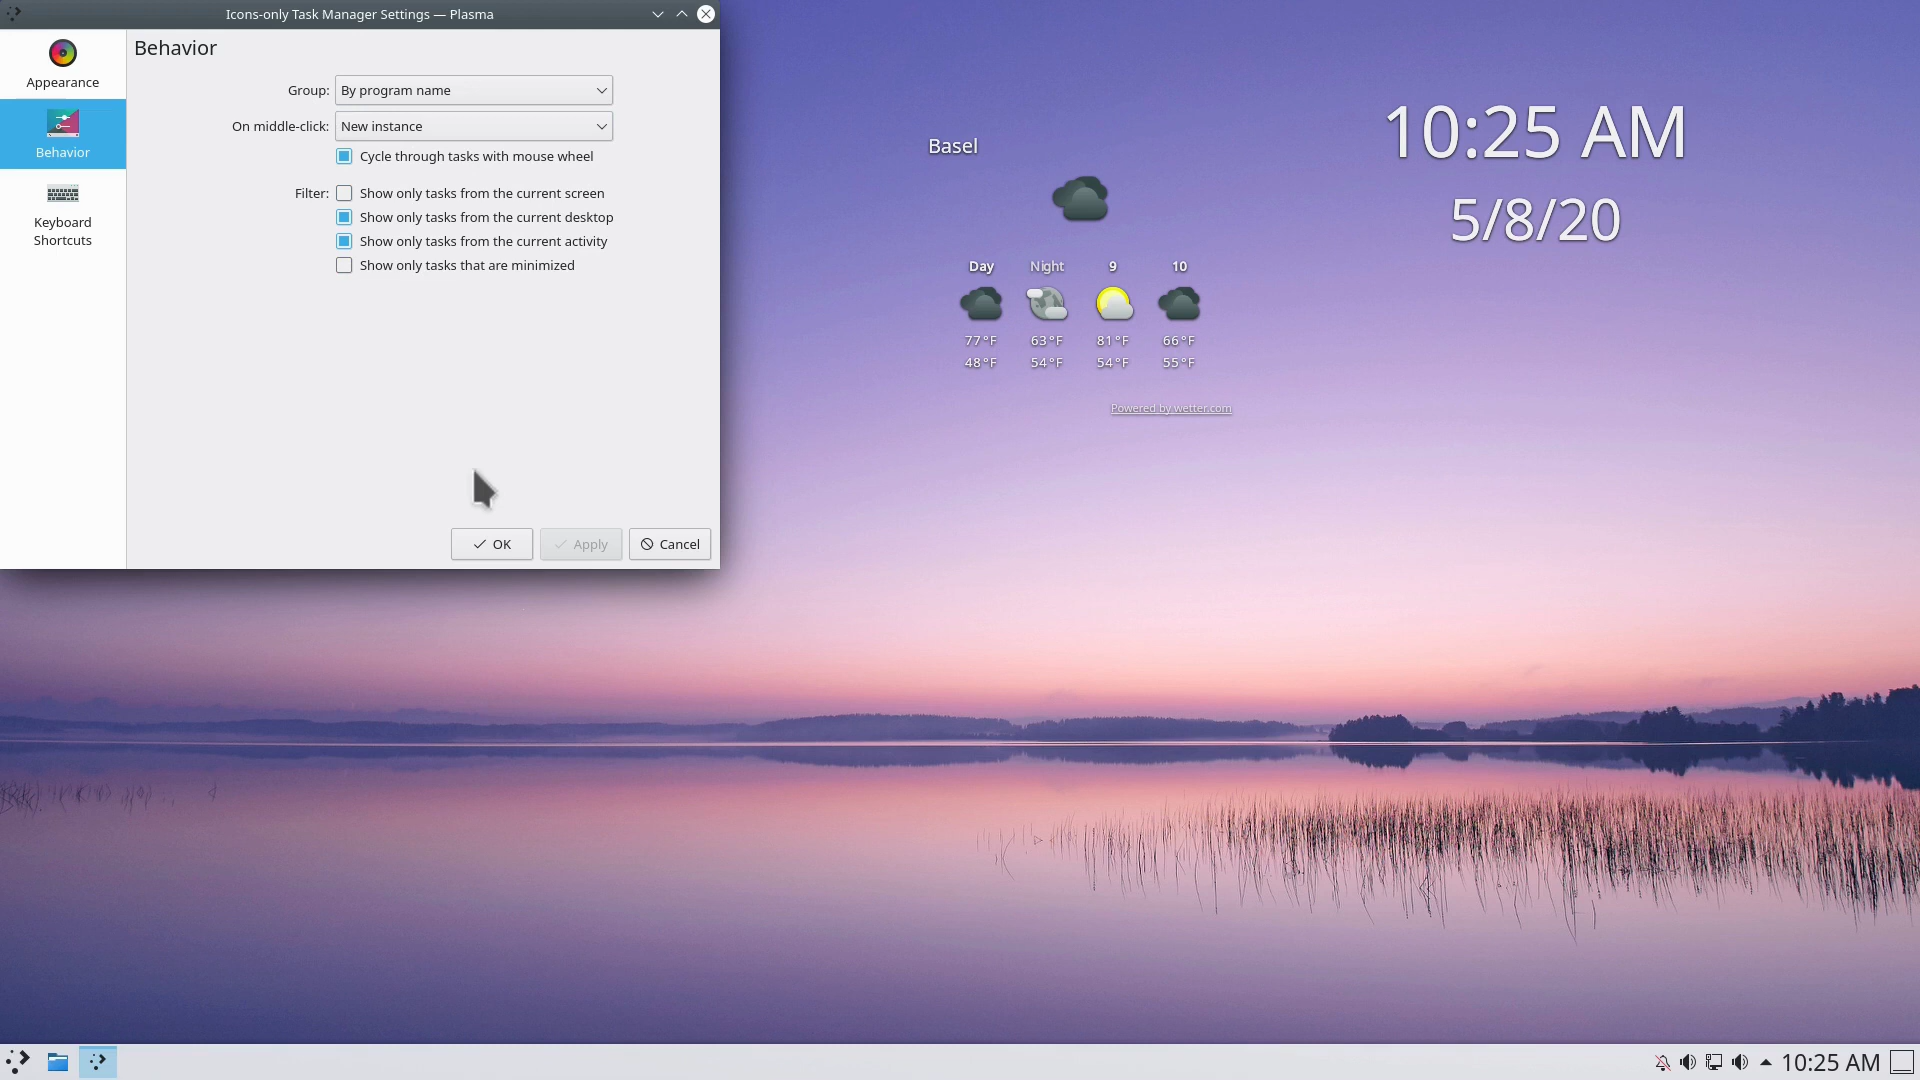 Icons-only Task Manager Settings — Plasma
Appearance
Behavior
Keyboard
Shortcuts
Behavior
Group: By program name
On middle-click: New instance
Cycle through tasks with mouse wheel
Filter: Show only tasks from the current screen
Show only tasks from the current desktop
Show only tasks from the current activity
Show only tasks that are minimized
OK Apply Cancel
Basel
Day Night 9 10
77°F 63°F 81°F 66°F
48°F 54°F 54°F 55°F
Powered by wetter.com
10:25 AM
5/8/20
10:25 AM